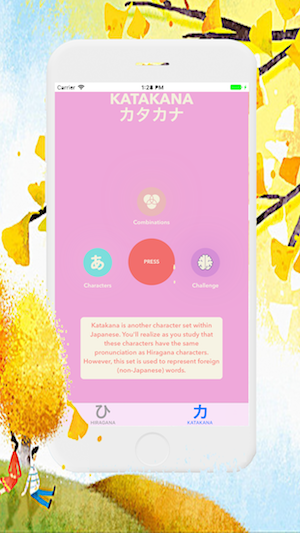 Carrier
1:28 PM
KATAKANA
カタカナ
Combinations
あ
PRESS
Characters
Challenge
Katakana is another character set within
Japanese. You'll realize as you study that
these characters have the same
pronunciation as Hiragana characters.
However, this set is used to represent foreign
(non-Japanese) words.
ひ
カ
HIRAGANA
KATAKANA